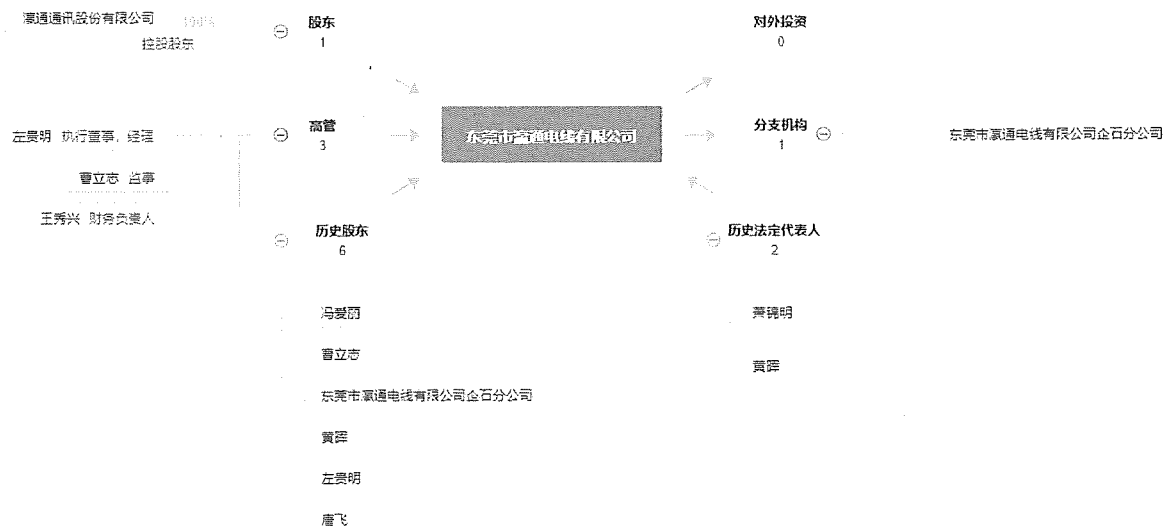 瀛通通讯股份有限公司 100%
控股股东
股东
1
对外投资
0
左贵明 执行董事, 经理
曹立志 监事
王秀兴 财务负责人
高管
3
东莞市瀛通电线有限公司
分支机构
1
东莞市瀛通电线有限公司企石分公司
历史股东
6
历史法定代表人
2
冯爱丽
曹立志
东莞市瀛通电线有限公司企石分公司
黄晖
左贵明
唐飞
萧锦明
黄晖